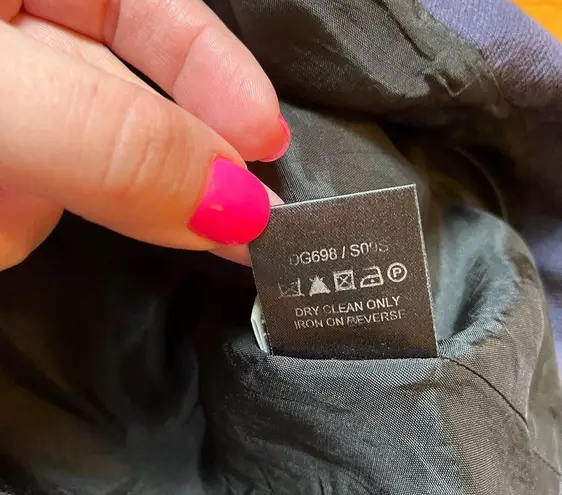 DG698 / S09S
P
DRY CLEAN ONLY
IRON ON REVERSE